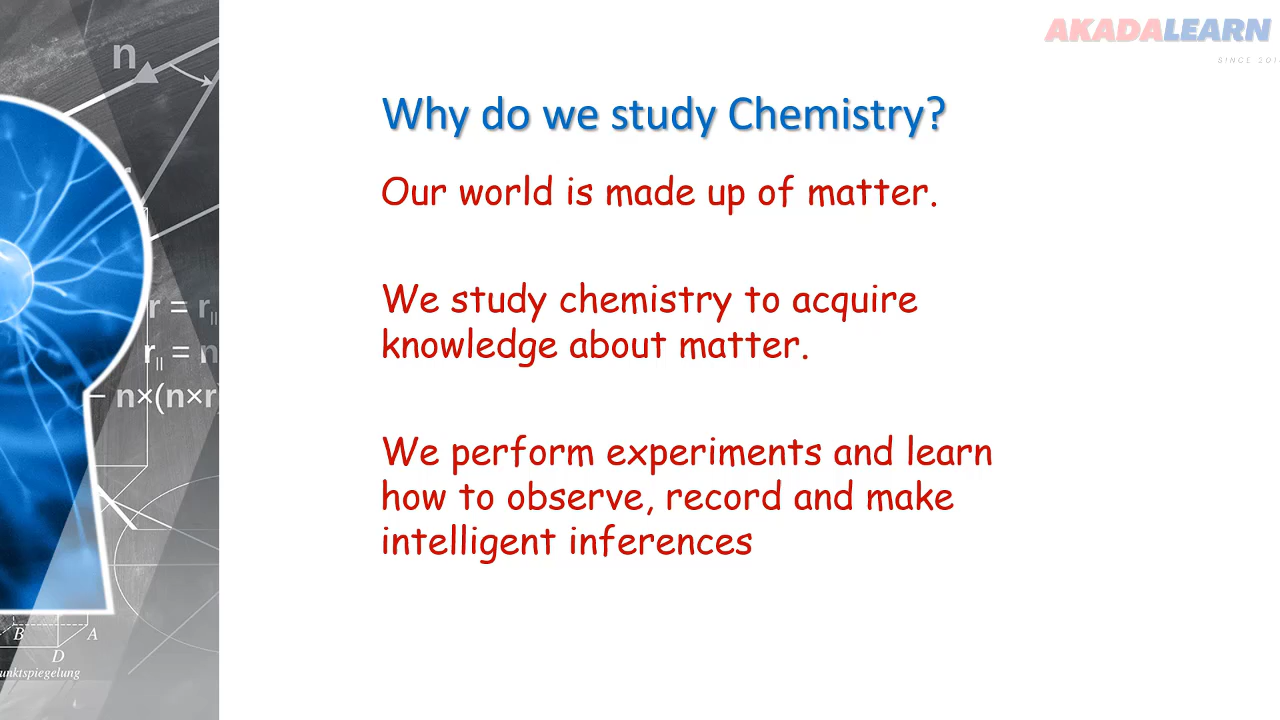 AKADALEARN
n
Why do we study Chemistry?
Our world is made up of matter.
We study chemistry to acquire
knowledge about matter.
We perform experiments and learn
how to observe, record and make
intelligent inferences
r = r||
r|| = n
n×(n×r)
B
A
D